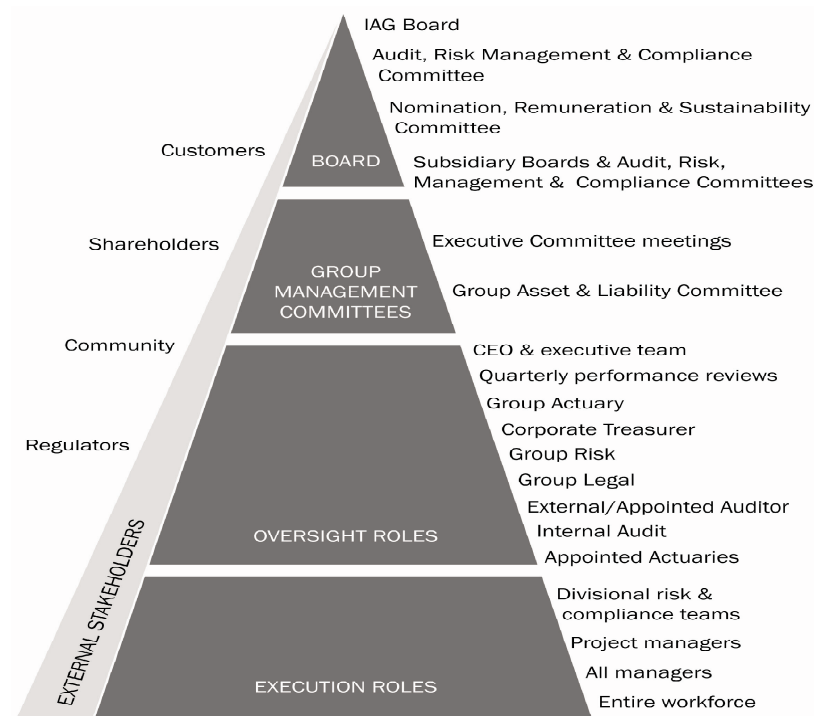 IAG Board
Audit, Risk Management & Compliance
Committee
Nomination, Remuneration & Sustainability
Committee
Customers
BOARD
Subsidiary Boards & Audit, Risk,
Management & Compliance Committees
Shareholders
Executive Committee meetings
GROUP
MANAGEMENT
COMMITTEES
Group Asset & Liability Committee
Community
CEO & executive team
Quarterly performance reviews
Group Actuary
Corporate Treasurer
Regulators
Group Risk
Group Legal
External/Appointed Auditor
Internal Audit
OVERSIGHT ROLES
Appointed Actuaries
EXTERNAL STAKEHOLDERS
Divisional risk &
compliance teams
Project managers
All managers
EXECUTION ROLES
Entire workforce